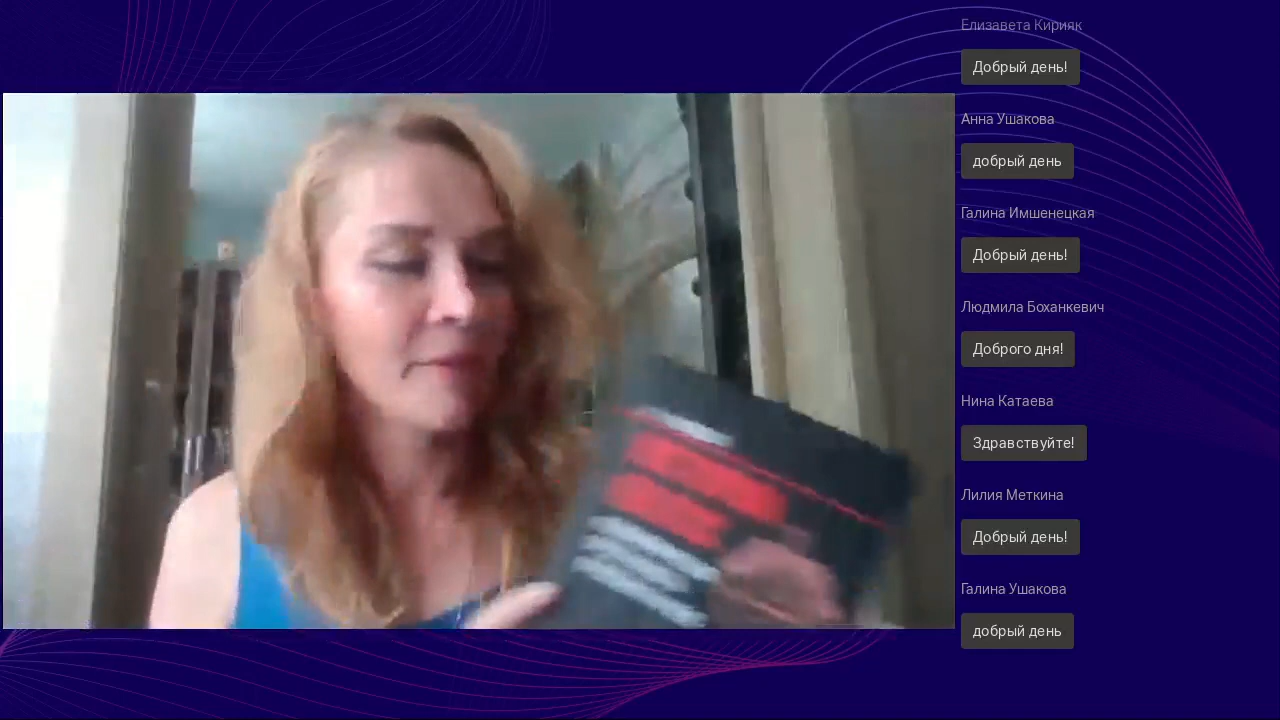 Елизавета Кирияк
Добрый день!
Анна Ушакова
добрый день
Галина Имшенецкая
Добрый день!
Людмила Боханкевич
Доброго дня!
Нина Катаева
Здравствуйте!
Лилия Меткина
Добрый день!
Галина Ушакова
добрый день